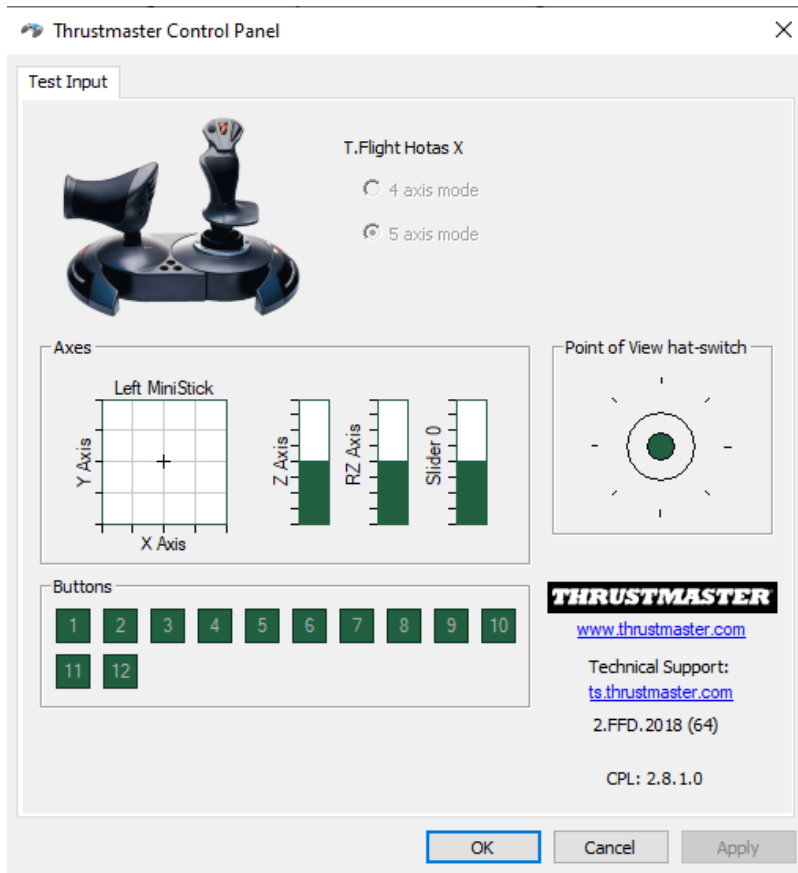 Thrustmaster Control Panel
Test Input
T.Flight Hotas X
4 axis mode
5 axis mode
Axes
Left MiniStick
Y Axis
X Axis
Z Axis
RZ Axis
Slider 0
Point of View hat-switch
Buttons
1 2 3 4 5 6 7 8 9 10
11 12
THRUSTMASTER
www.thrustmaster.com
Technical Support:
ts.thrustmaster.com
2.FFD.2018 (64)
CPL: 2.8.1.0
OK Cancel Apply